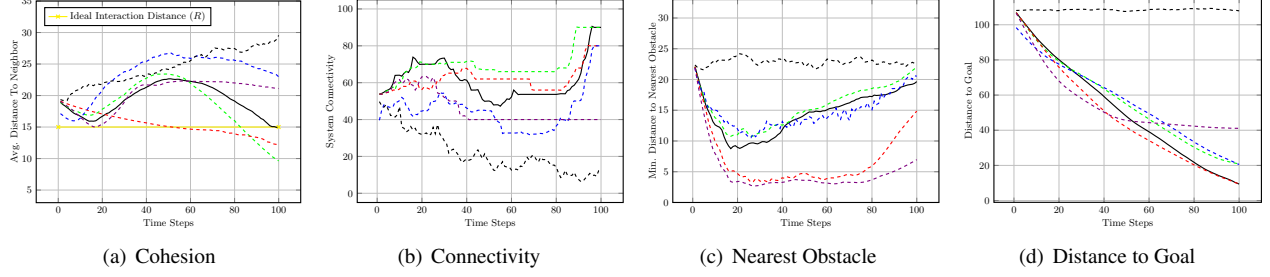 35
30
25
20
15
10
5
Avg. Distance To Neighbor
Ideal Interaction Distance (R)
0 20 40 60 80 100
Time Steps
(a) Cohesion
100
80
60
40
20
0
System Connectivity
0 20 40 60 80 100
Time Steps
(b) Connectivity
30
25
20
15
10
5
0
Min. Distance to Nearest Obstacle
0 20 40 60 80 100
Time Steps
(c) Nearest Obstacle
100
80
60
40
20
0
Distance to Goal
0 20 40 60 80 100
Time Steps
(d) Distance to Goal